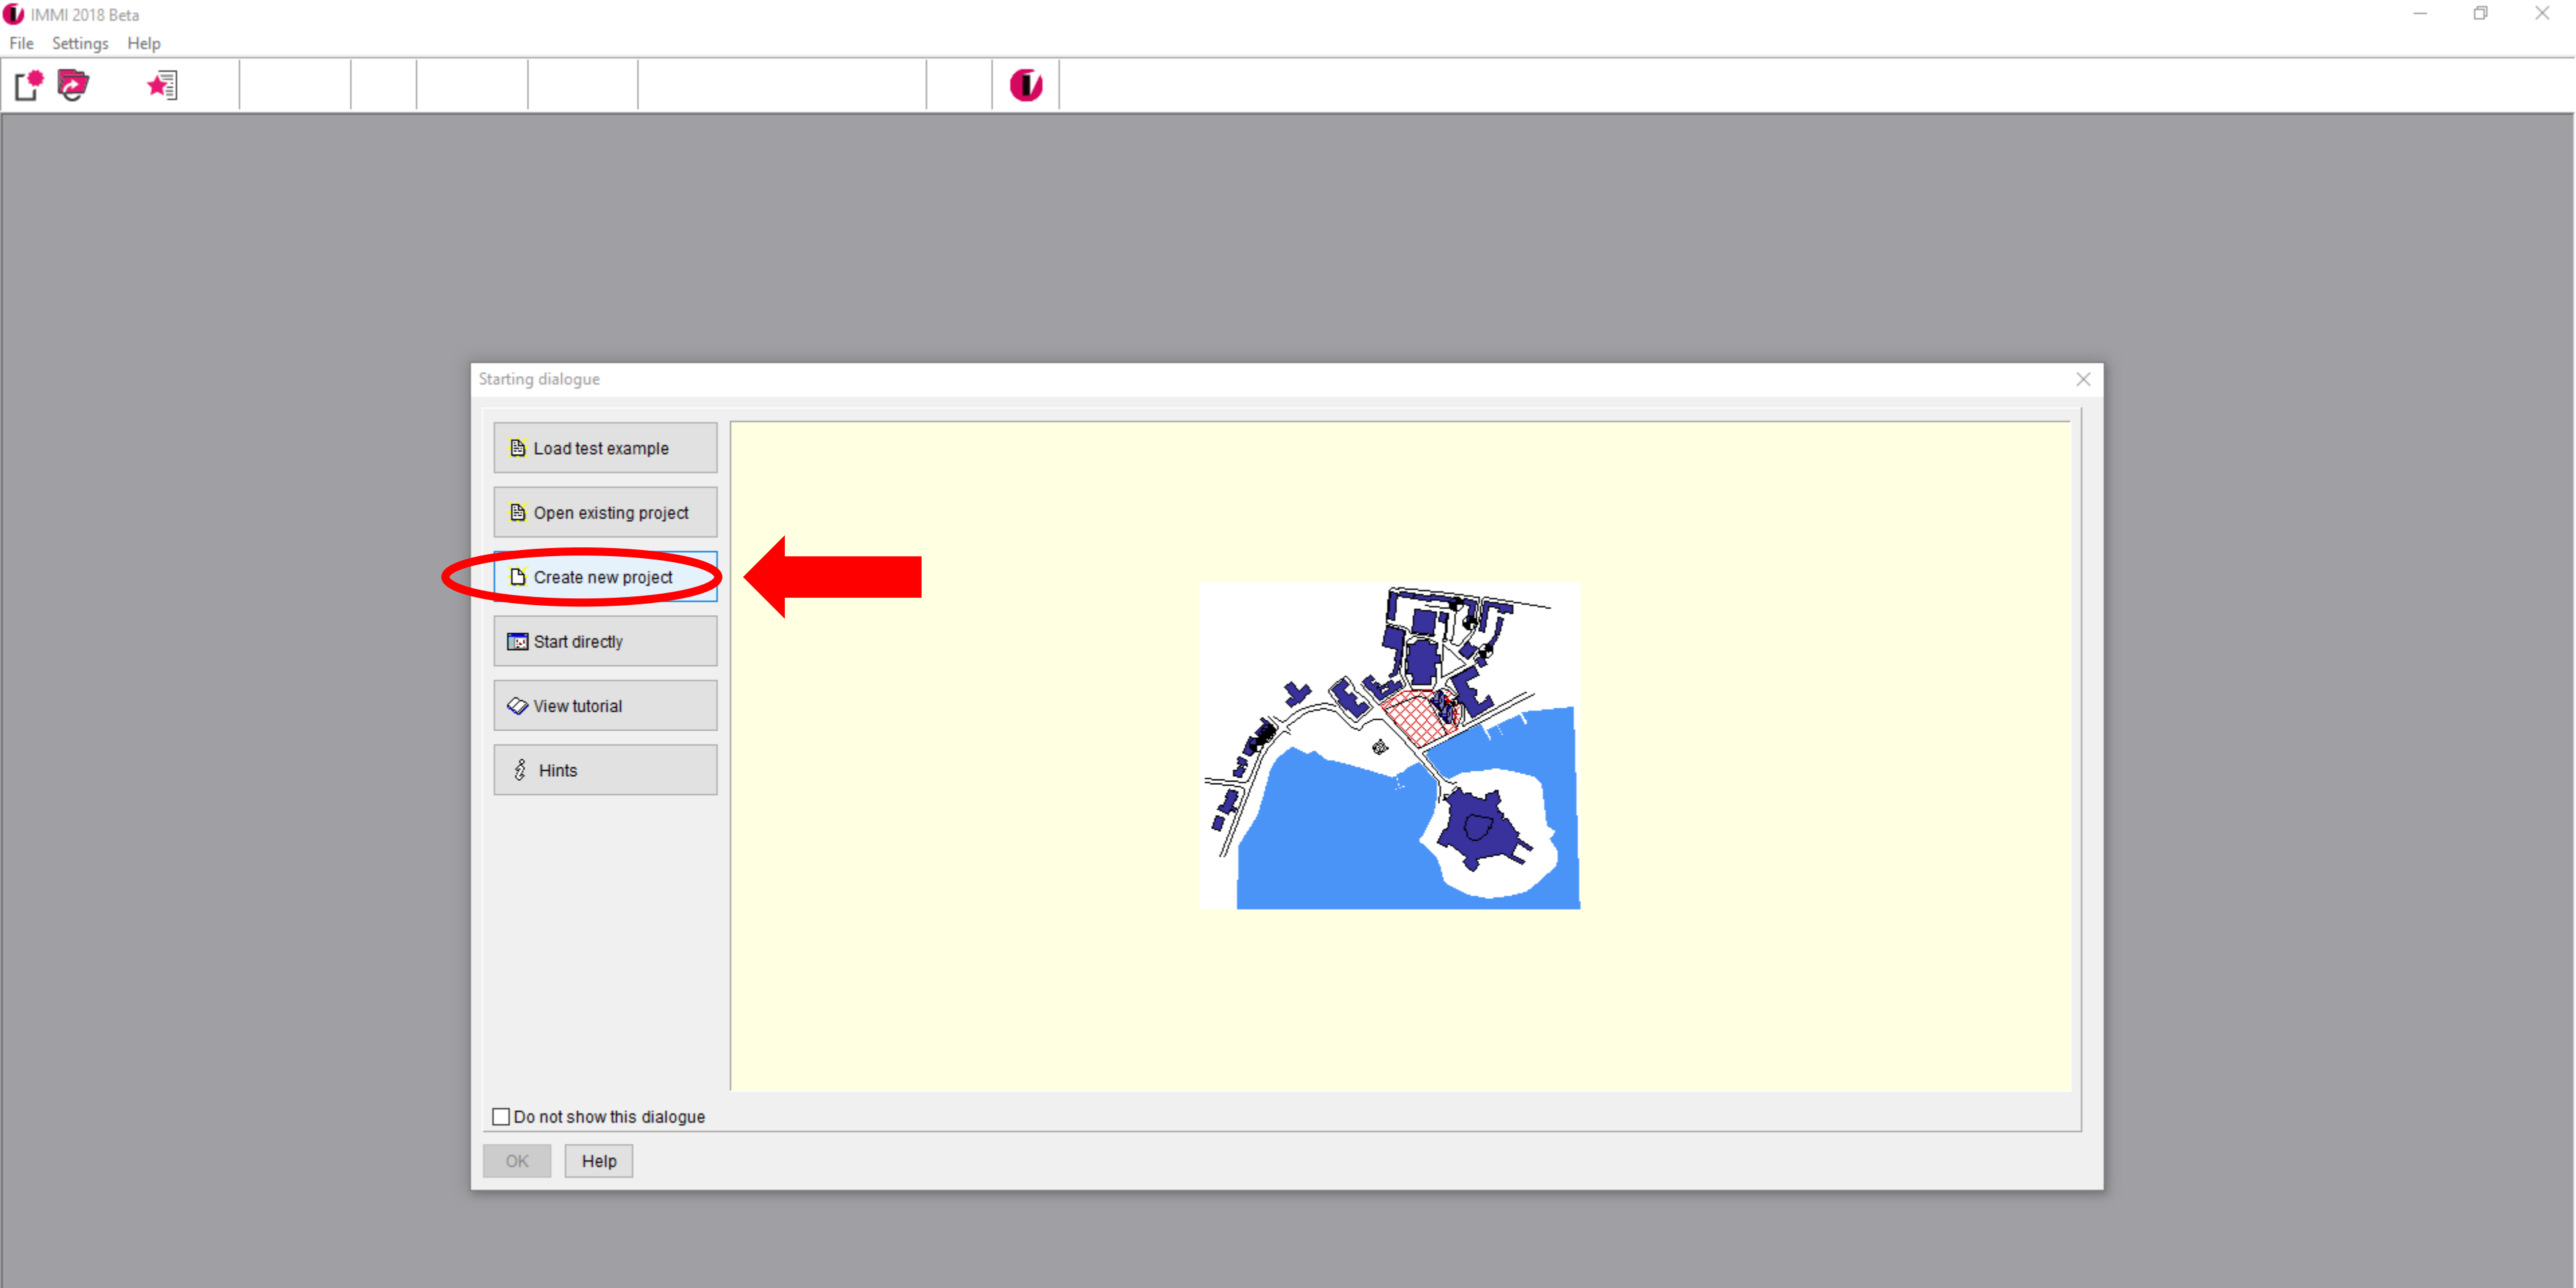 IMMI 2018 Beta
File Settings Help
Starting dialogue
Load test example
Open existing project
Create new project
Start directly
View tutorial
Hints
Do not show this dialogue
OK Help